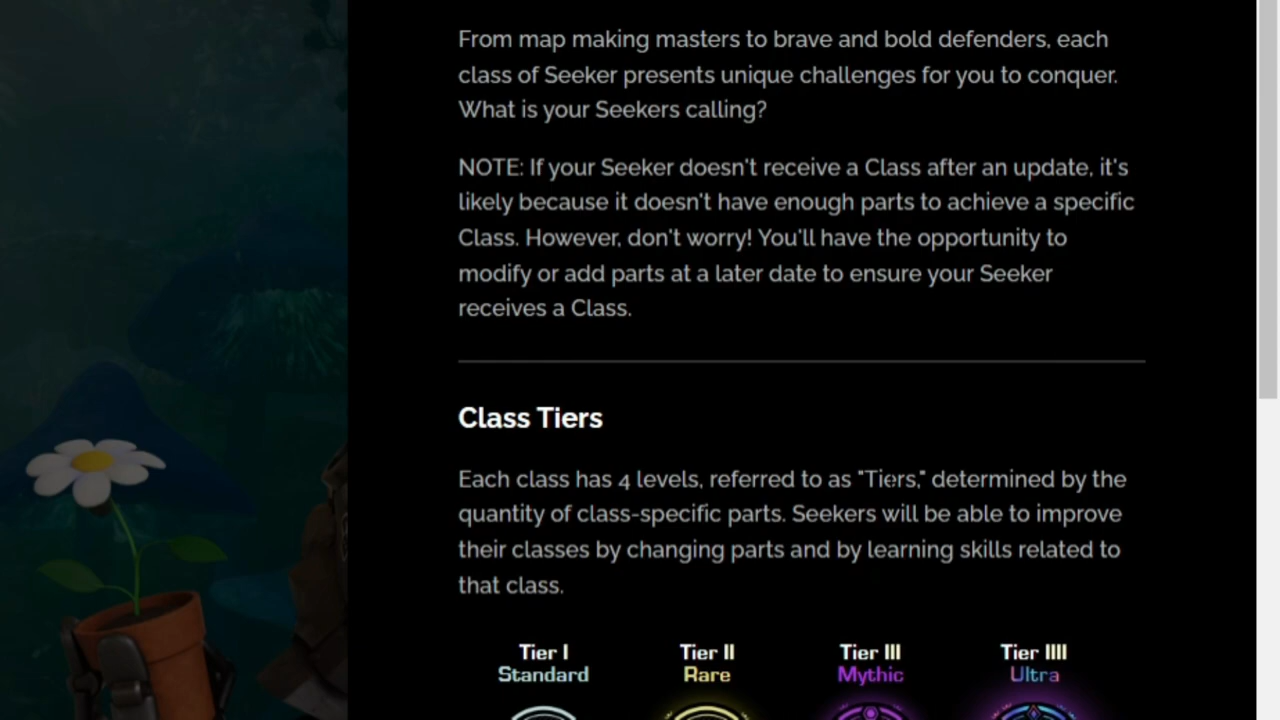 From map making masters to brave and bold defenders, each
class of Seeker presents unique challenges for you to conquer.
What is your Seekers calling?
NOTE: If your Seeker doesn't receive a Class after an update, it's
likely because it doesn't have enough parts to achieve a specific
Class. However, don't worry! You'll have the opportunity to
modify or add parts at a later date to ensure your Seeker
receives a Class.
Class Tiers
Each class has 4 levels, referred to as "Tiers," determined by the
quantity of class-specific parts. Seekers will be able to improve
their classes by changing parts and by learning skills related to
that class.
Tier I Tier II Tier III Tier IIII
Standard Rare Mythic Ultra